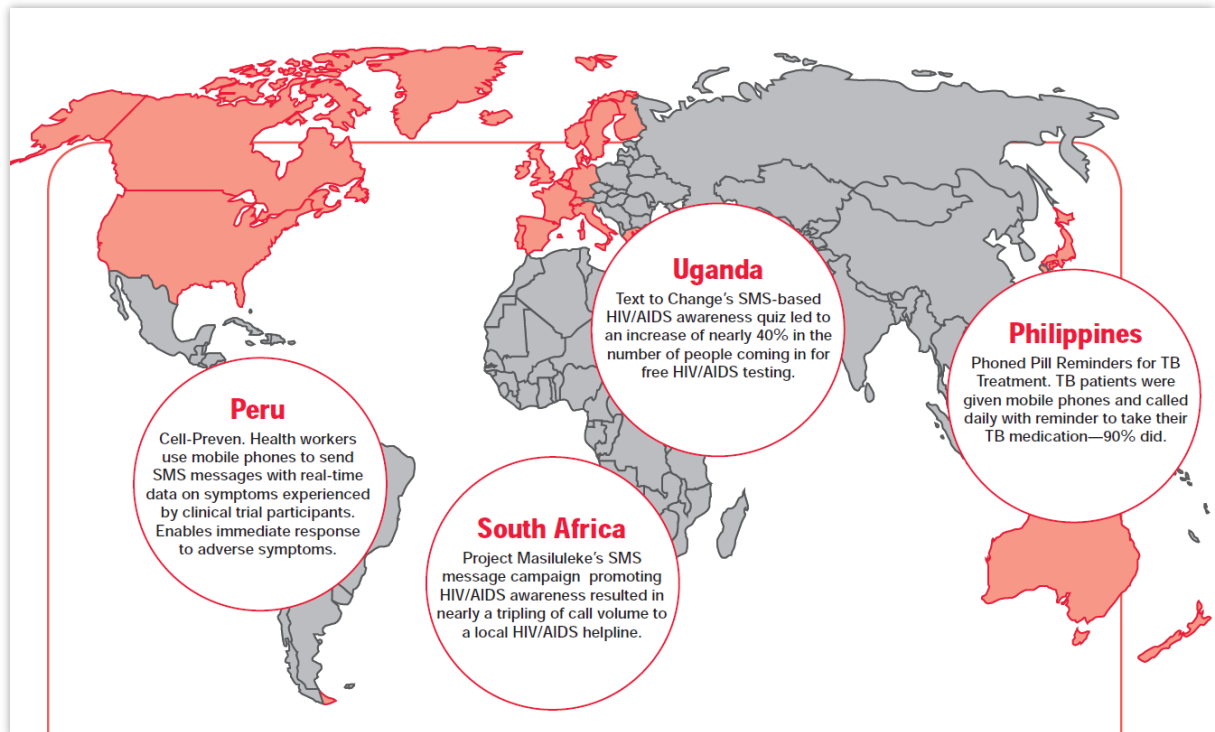 Uganda
Text to Change's SMS-based
HIV/AIDS awareness quiz led to
an increase of nearly 40% in the
number of people coming in for
free HIV/AIDS testing.
Philippines
Phoned Pill Reminders for TB
Treatment. TB patients were
given mobile phones and called
daily with reminder to take their
TB medication—90% did.
Peru
Cell-Preven. Health workers
use mobile phones to send
SMS messages with real-time
data on symptoms experienced
by clinical trial participants.
Enables immediate response
to adverse symptoms.
South Africa
Project Masiluleke's SMS
message campaign promoting
HIV/AIDS awareness resulted in
nearly a tripling of call volume to
a local HIV/AIDS helpline.